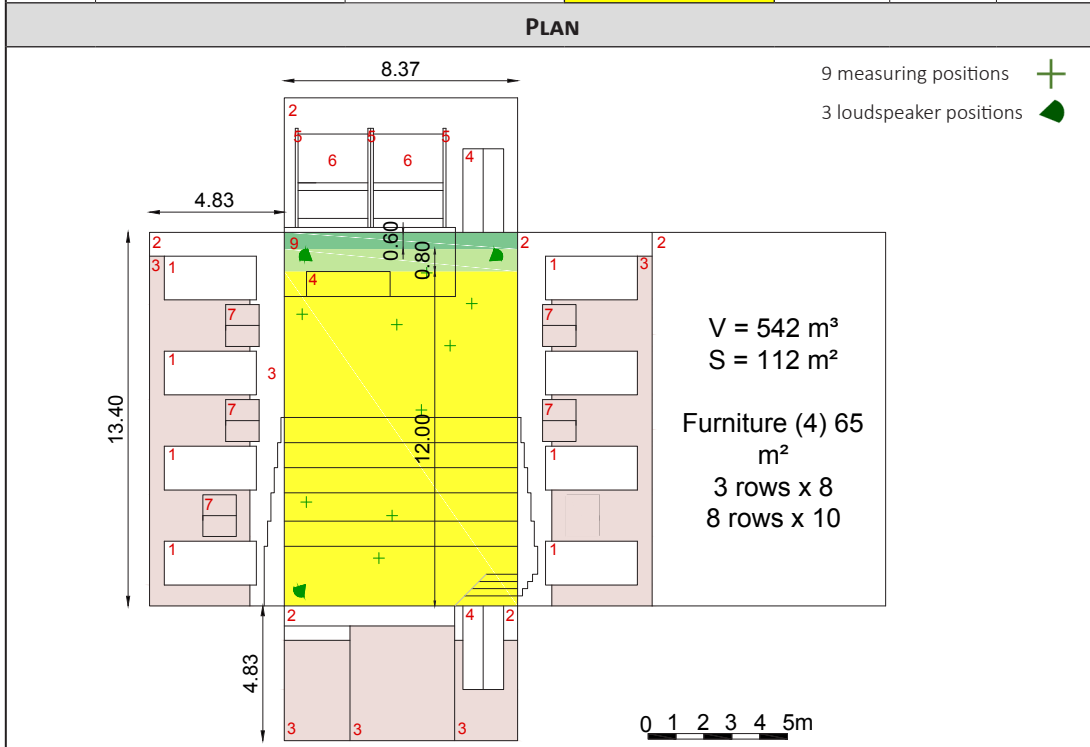 PLAN
9 measuring positions
3 loudspeaker positions
8.37
2
5 5 5
6 6 4
4.83
2 9 0.60 2 2
3 1 0.80 1 3
4
7 7
13.40
1 3
7 7
12.00
1 1
7
1 1
V = 542 m³
S = 112 m²
Furniture (4) 65
m²
3 rows x 8
8 rows x 10
2 4 2
4.83
3 3 3
0 1 2 3 4 5m